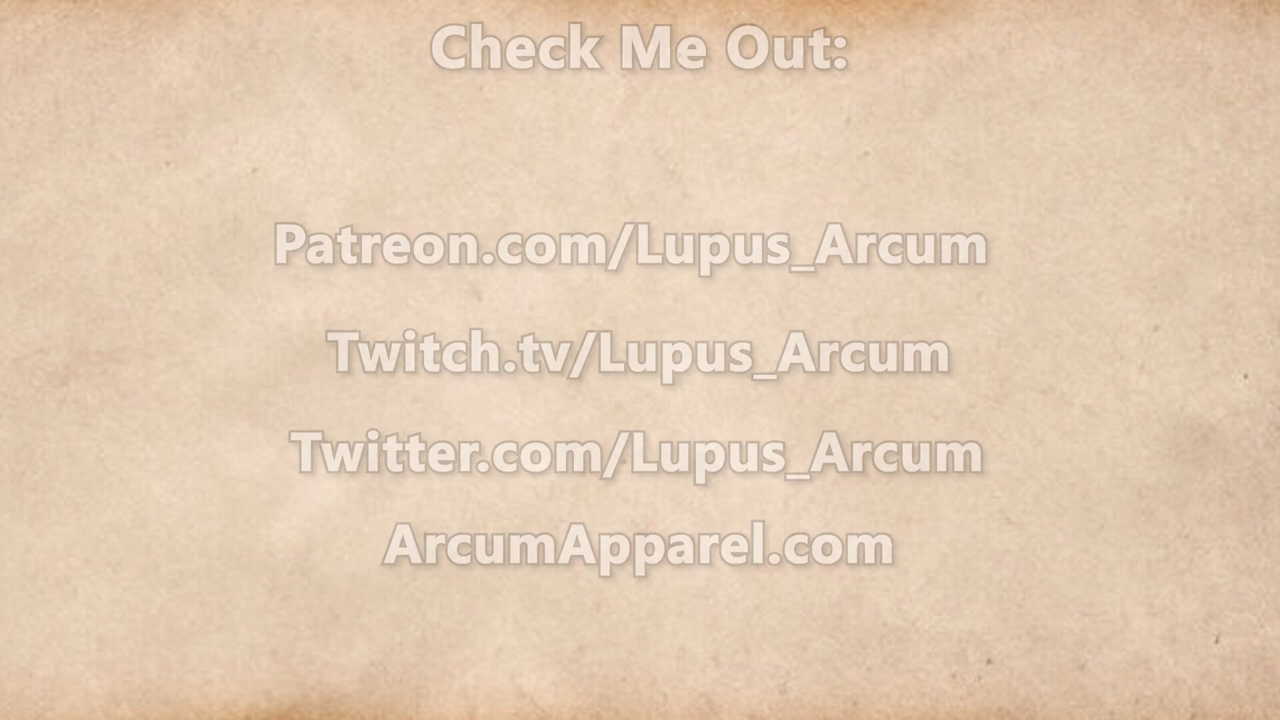 Check Me Out:
Patreon.com/Lupus_Arcum
Twitch.tv/Lupus_Arcum
Twitter.com/Lupus_Arcum
ArcumApparel.com